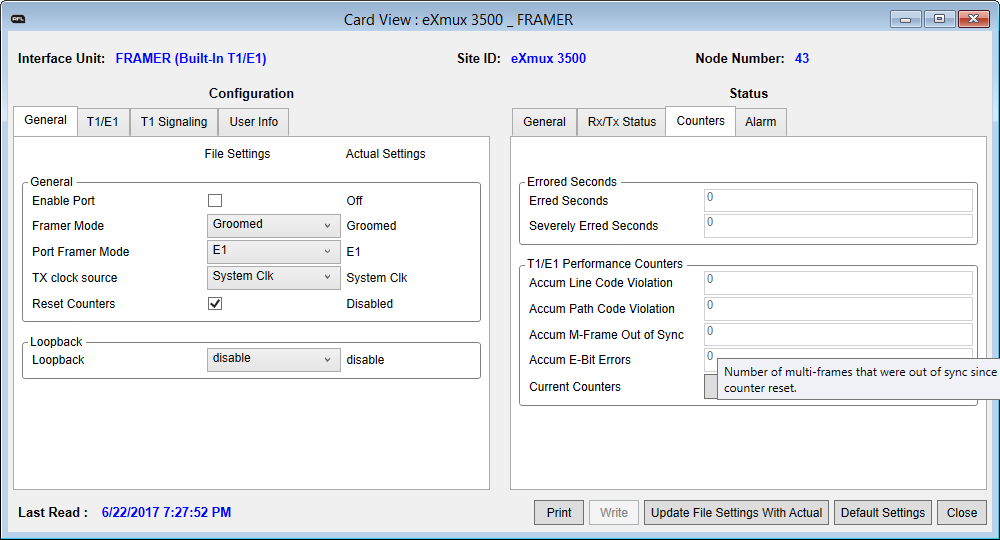 RFL
Card View : eXmux 3500 _ FRAMER
Interface Unit: FRAMER (Built-In T1/E1) Site ID: eXmux 3500 Node Number: 43
Configuration
General T1/E1 T1 Signaling User Info
File Settings Actual Settings
General
Enable Port Off
Framer Mode Groomed Groomed
Port Framer Mode E1 E1
TX clock source System Clk System Clk
Reset Counters Disabled
Loopback
Loopback disable disable
Status
General Rx/Tx Status Counters Alarm
Errored Seconds
Erred Seconds 0
Severely Erred Seconds 0
T1/E1 Performance Counters
Accum Line Code Violation 0
Accum Path Code Violation 0
Accum M-Frame Out of Sync 0
Accum E-Bit Errors 0
Current Counters
Number of multi-frames that were out of sync since
counter reset.
Last Read : 6/22/2017 7:27:52 PM
Print Write Update File Settings With Actual Default Settings Close